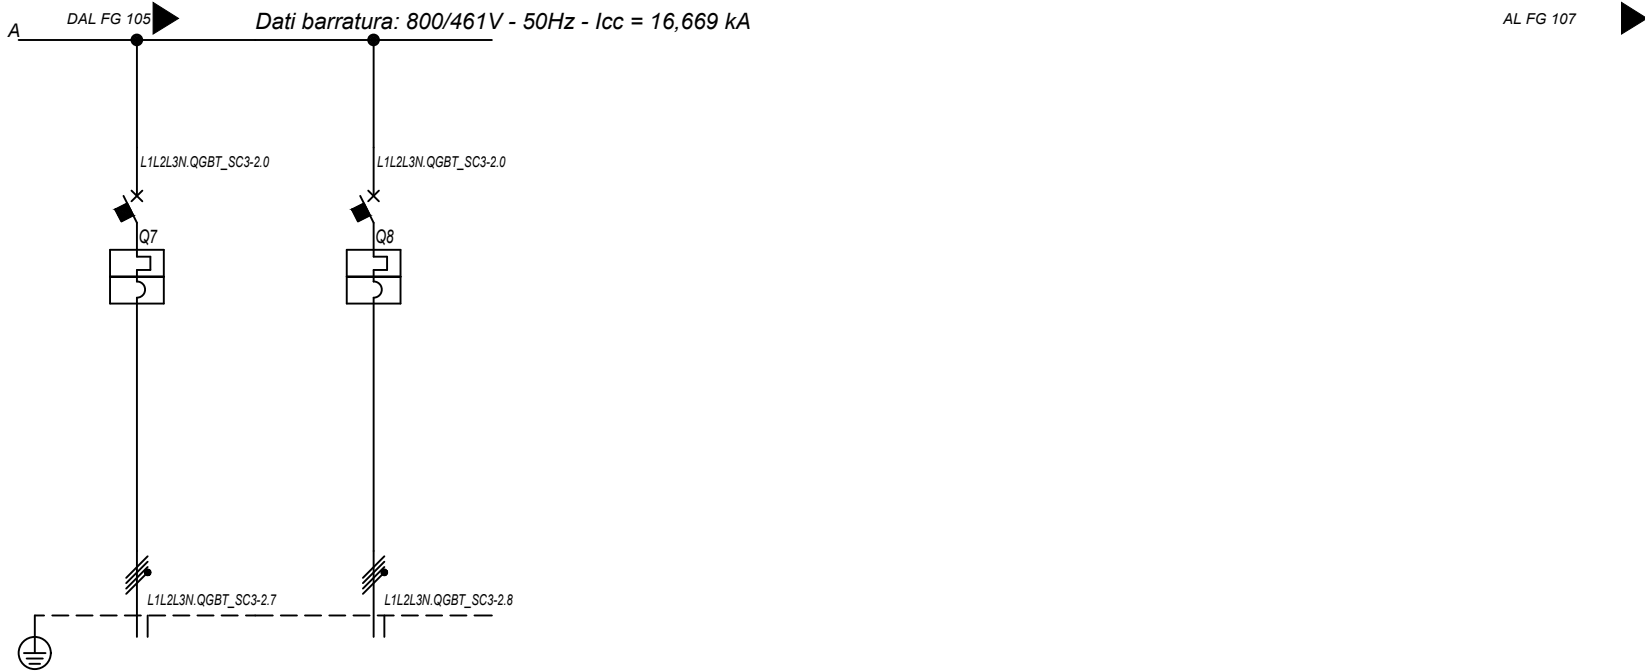 DAL FG 105
Dati barratura: 800/461V - 50Hz - Icc = 16,669 kA
AL FG 107
A
L1L2L3N.QGBT_SC3-2.0
L1L2L3N.QGBT_SC3-2.0
Q7
Q8
L1L2L3N.QGBT_SC3-2.7
L1L2L3N.QGBT_SC3-2.8